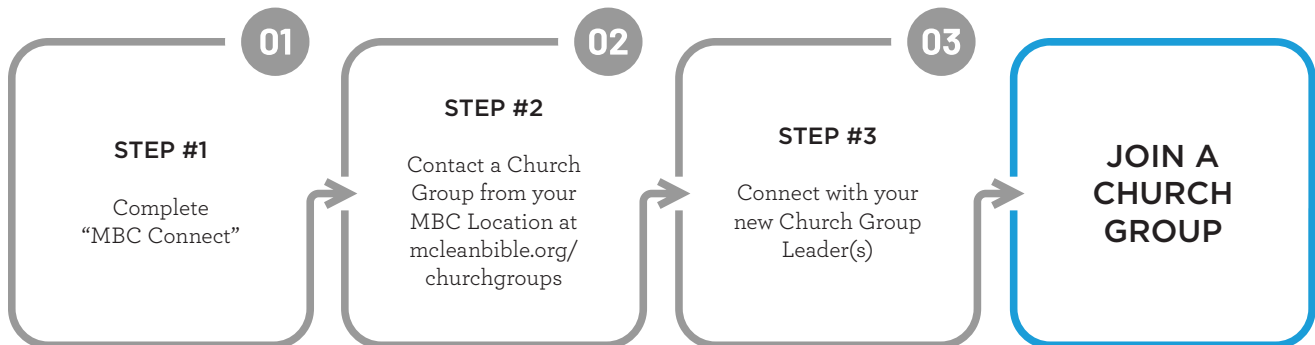 01
STEP #1
Complete
“MBC Connect”
02
STEP #2
Contact a Church
Group from your
MBC Location at
mcleanbible.org/
churchgroups
03
STEP #3
Connect with your
new Church Group
Leader(s)
JOIN A
CHURCH
GROUP